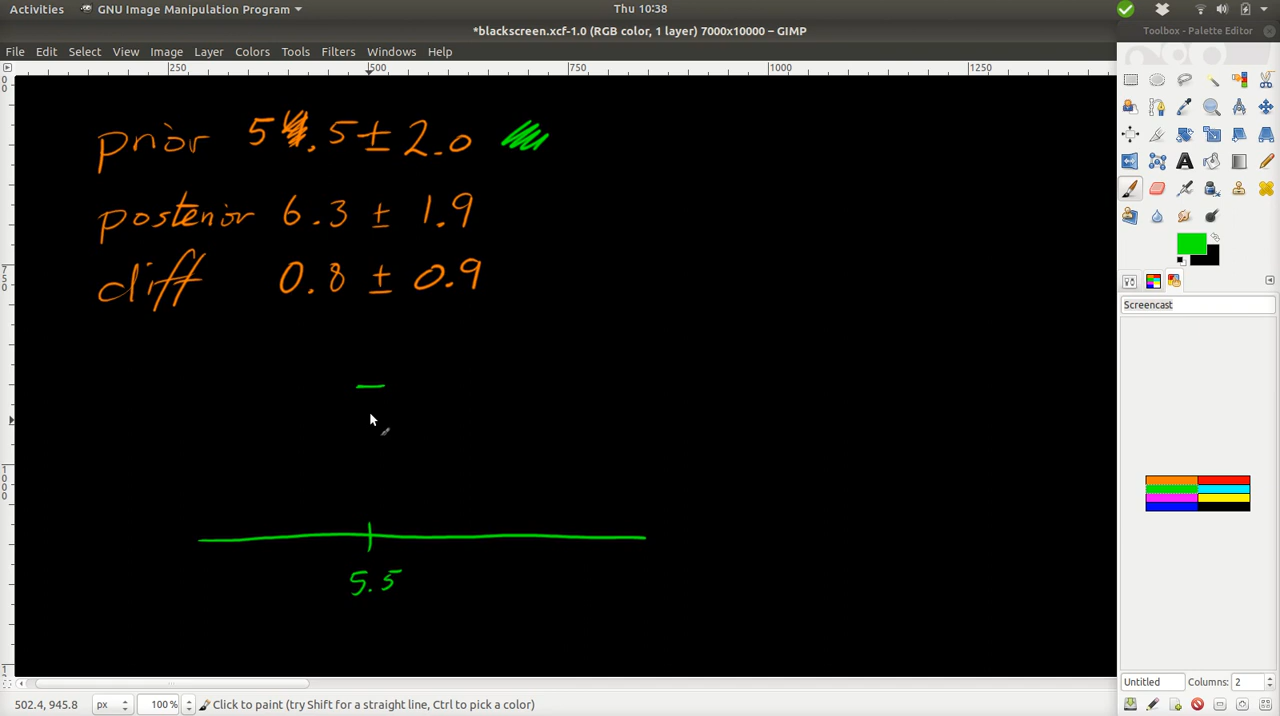 Activities GNU Image Manipulation Program Thu 10:38
*blackscreen.xcf-1.0 (RGB color, 1 layer) 7000x10000 – GIMP
Toolbox - Palette Editor
File Edit Select View Image Layer Colors Tools Filters Windows Help
250 500 750 1000 1250
prior 5.5 ± 2.0
posterior 6.3 ± 1.9
diff 0.8 ± 0.9
5.5
750
1000
Screencast
Untitled Columns: 2
502.4, 945.8 px 100 % Click to paint (try Shift for a straight line, Ctrl to pick a color)